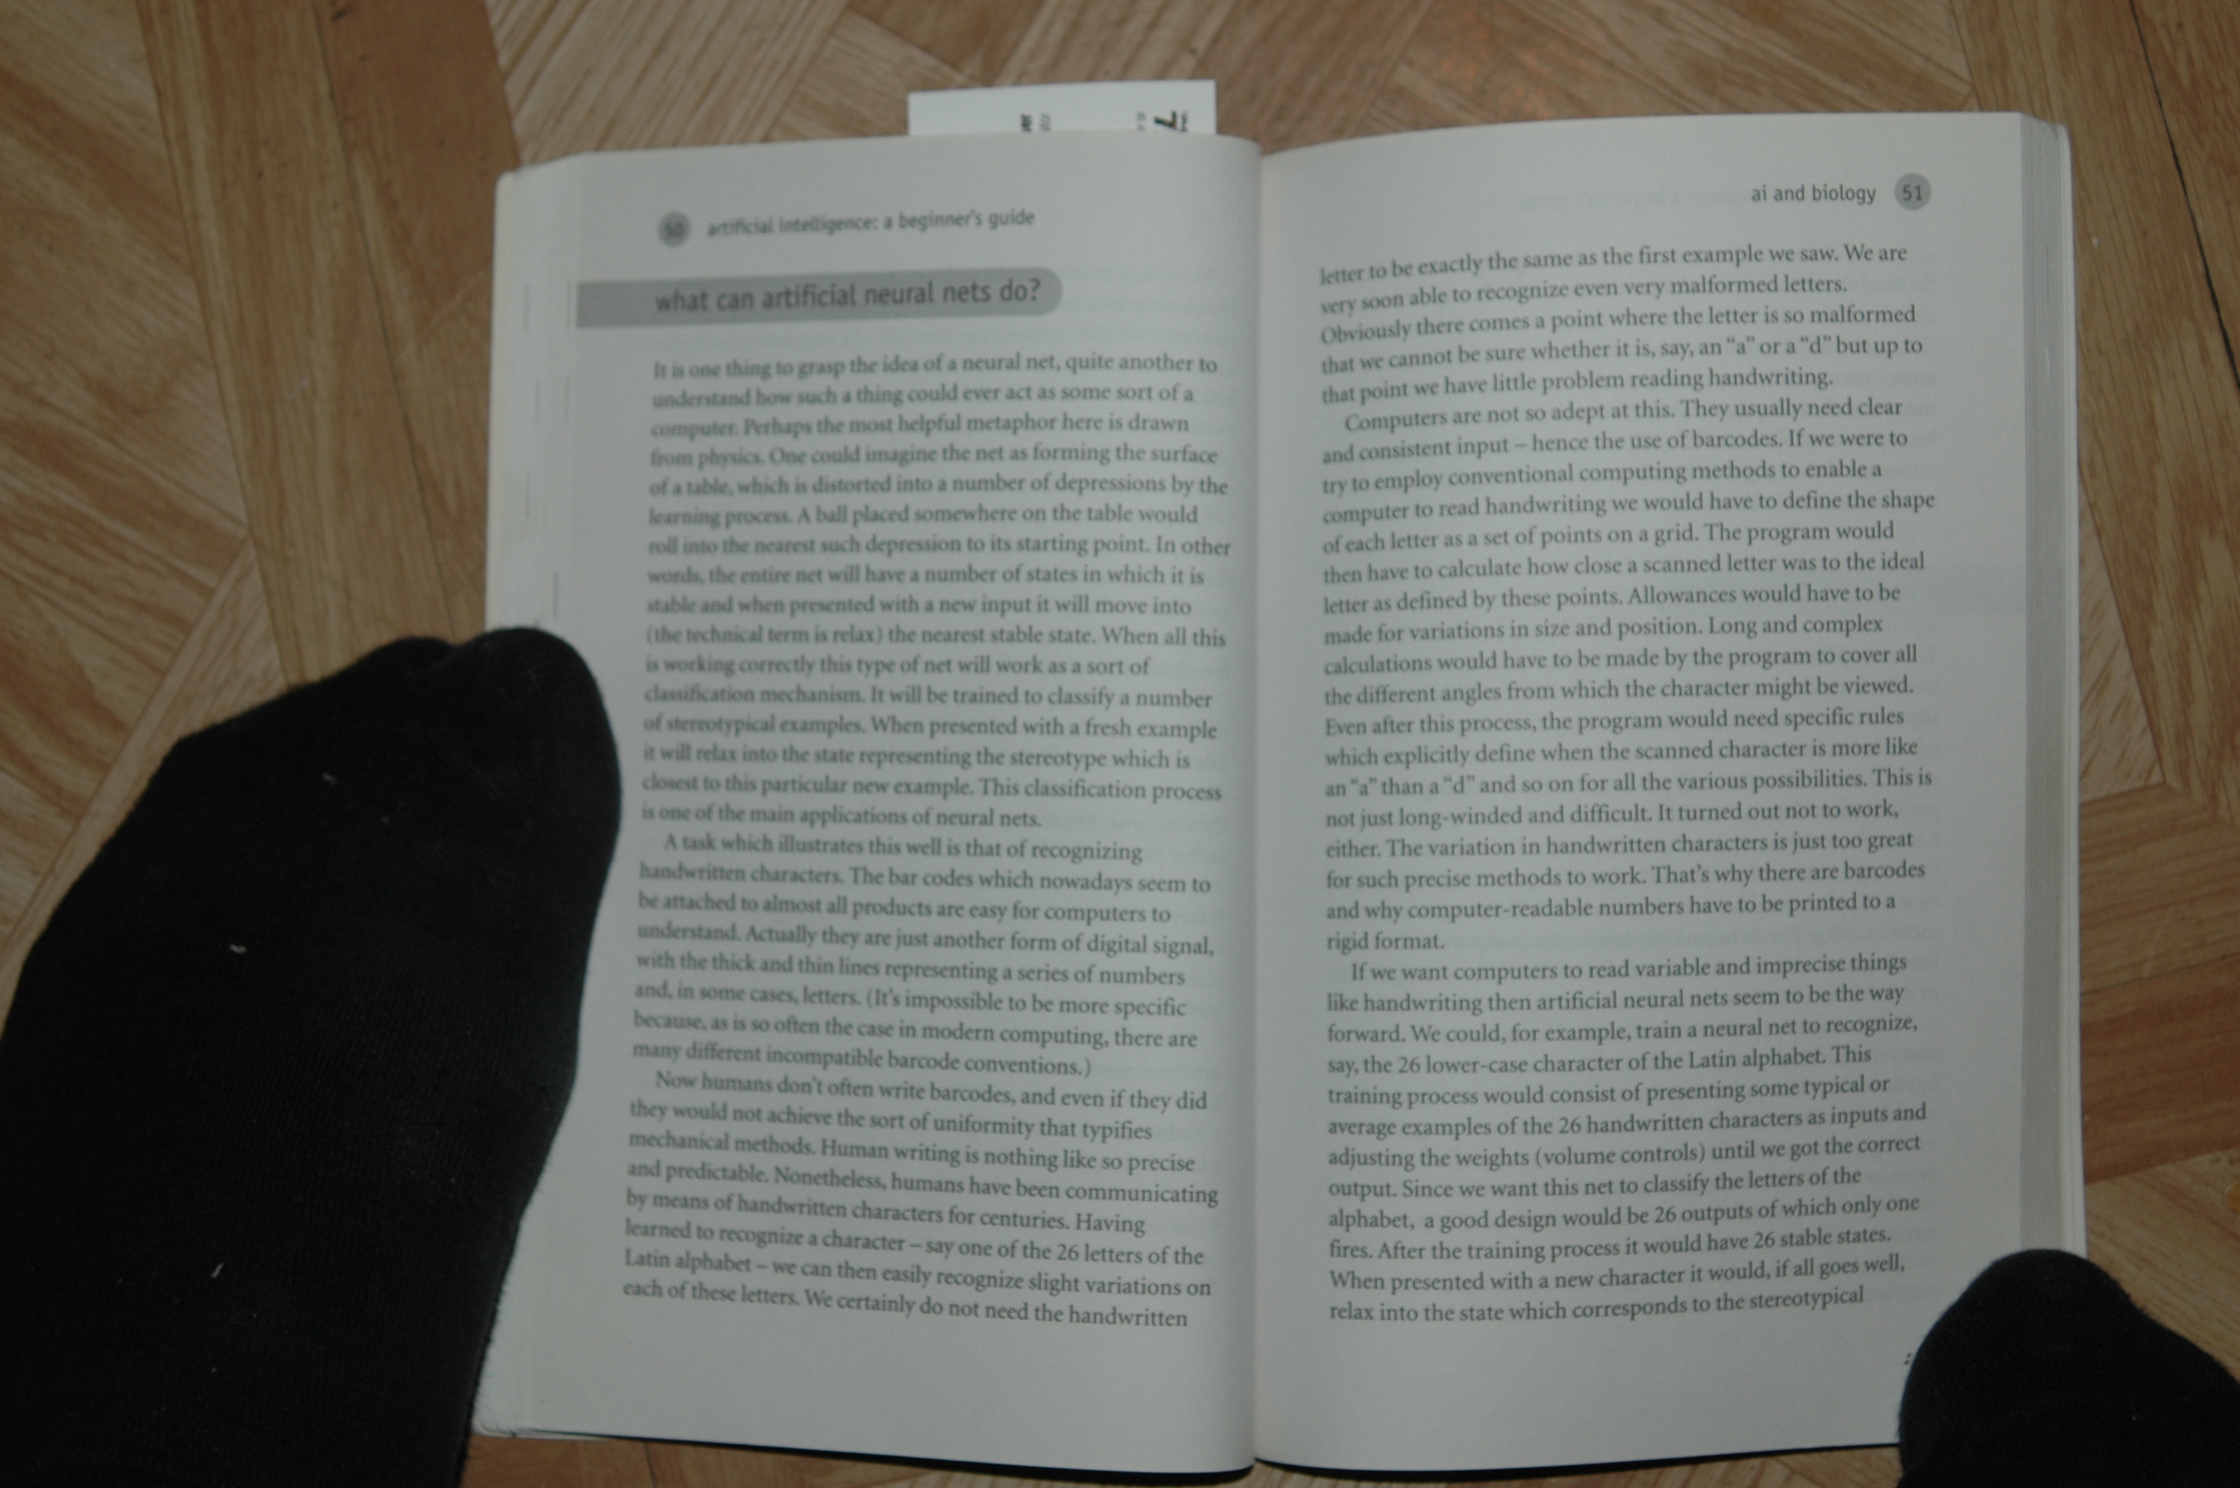 50 artificial intelligence: a beginner's guide
what can artificial neural nets do?
It is one thing to grasp the idea of a neural net, quite another to
understand how such a thing could ever act as some sort of a
computer. Perhaps the most helpful metaphor here is drawn
from physics. One could imagine the net as forming the surface
of a table, which is distorted into a number of depressions by the
learning process. A ball placed somewhere on the table would
roll into the nearest such depression to its starting point. In other
words, the entire net will have a number of states in which it is
stable and when presented with a new input it will move into
(the technical term is relax) the nearest stable state. When all this
is working correctly this type of net will work as a sort of
classification mechanism. It will be trained to classify a number
of stereotypical examples. When presented with a fresh example
it will relax into the state representing the stereotype which is
closest to this particular new example. This classification process
is one of the main applications of neural nets.
A task which illustrates this well is that of recognizing
handwritten characters. The bar codes which nowadays seem to
be attached to almost all products are easy for computers to
understand. Actually they are just another form of digital signal,
with the thick and thin lines representing a series of numbers
and, in some cases, letters. (It's impossible to be more specific
because, as is so often the case in modern computing, there are
many different incompatible barcode conventions.)
Now humans don't often write barcodes, and even if they did
they would not achieve the sort of uniformity that typifies
mechanical methods. Human writing is nothing like so precise
and predictable. Nonetheless, humans have been communicating
by means of handwritten characters for centuries. Having
learned to recognize a character – say one of the 26 letters of the
Latin alphabet – we can then easily recognize slight variations on
each of these letters. We certainly do not need the handwritten
ai and biology 51
letter to be exactly the same as the first example we saw. We are
very soon able to recognize even very malformed letters.
Obviously there comes a point where the letter is so malformed
that we cannot be sure whether it is, say, an “a” or a “d” but up to
that point we have little problem reading handwriting.
Computers are not so adept at this. They usually need clear
and consistent input – hence the use of barcodes. If we were to
try to employ conventional computing methods to enable a
computer to read handwriting we would have to define the shape
of each letter as a set of points on a grid. The program would
then have to calculate how close a scanned letter was to the ideal
letter as defined by these points. Allowances would have to be
made for variations in size and position. Long and complex
calculations would have to be made by the program to cover all
the different angles from which the character might be viewed.
Even after this process, the program would need specific rules
which explicitly define when the scanned character is more like
an “a” than a “d” and so on for all the various possibilities. This is
not just long-winded and difficult. It turned out not to work,
either. The variation in handwritten characters is just too great
for such precise methods to work. That's why there are barcodes
and why computer-readable numbers have to be printed to a
rigid format.
If we want computers to read variable and imprecise things
like handwriting then artificial neural nets seem to be the way
forward. We could, for example, train a neural net to recognize,
say, the 26 lower-case character of the Latin alphabet. This
training process would consist of presenting some typical or
average examples of the 26 handwritten characters as inputs and
adjusting the weights (volume controls) until we got the correct
output. Since we want this net to classify the letters of the
alphabet, a good design would be 26 outputs of which only one
fires. After the training process it would have 26 stable states.
When presented with a new character it would, if all goes well,
relax into the state which corresponds to the stereotypical